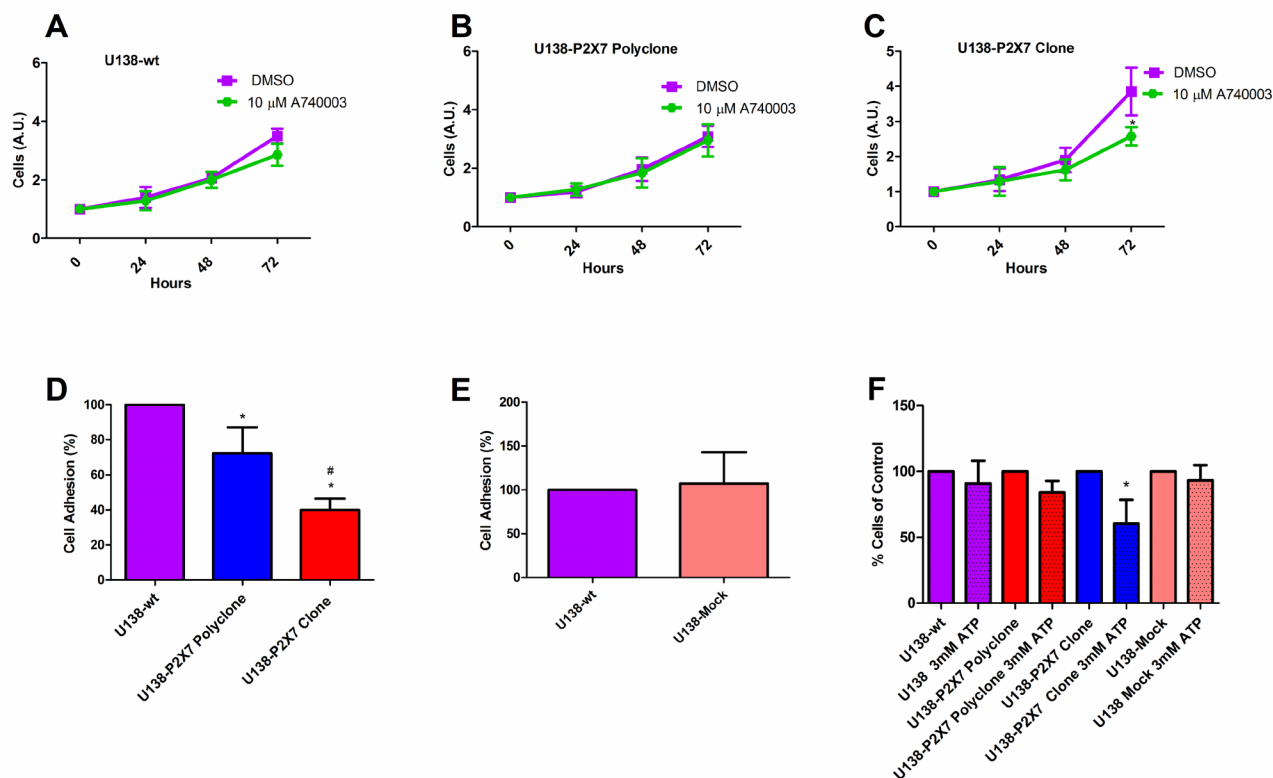 A
U138-wt
DMSO
10 µM A740003
Cells (A.U.)
6
4
2
0
0
24
48
72
Hours
B
U138-P2X7 Polyclone
DMSO
10 µM A740003
Cells (A.U.)
6
4
2
0
0
24
48
72
Hours
C
U138-P2X7 Clone
DMSO
10 µM A740003
Cells (A.U.)
5
4
3
2
1
0
*
0
24
48
72
Hours
D
Cell Adhesion (%)
100
80
60
40
20
0
*
#
*
U138-wt
U138-P2X7 Polyclone
U138-P2X7 Clone
E
Cell Adhesion (%)
200
150
100
50
0
U138-wt
U138-Mock
F
% Cells of Control
150
100
50
0
*
U138-wt
U138 3mM ATP
U138-P2X7 Polyclone
U138-P2X7 Polyclone 3mM ATP
U138-P2X7 Clone
U138-P2X7 Clone 3mM ATP
U138-Mock
U138 Mock 3mM ATP